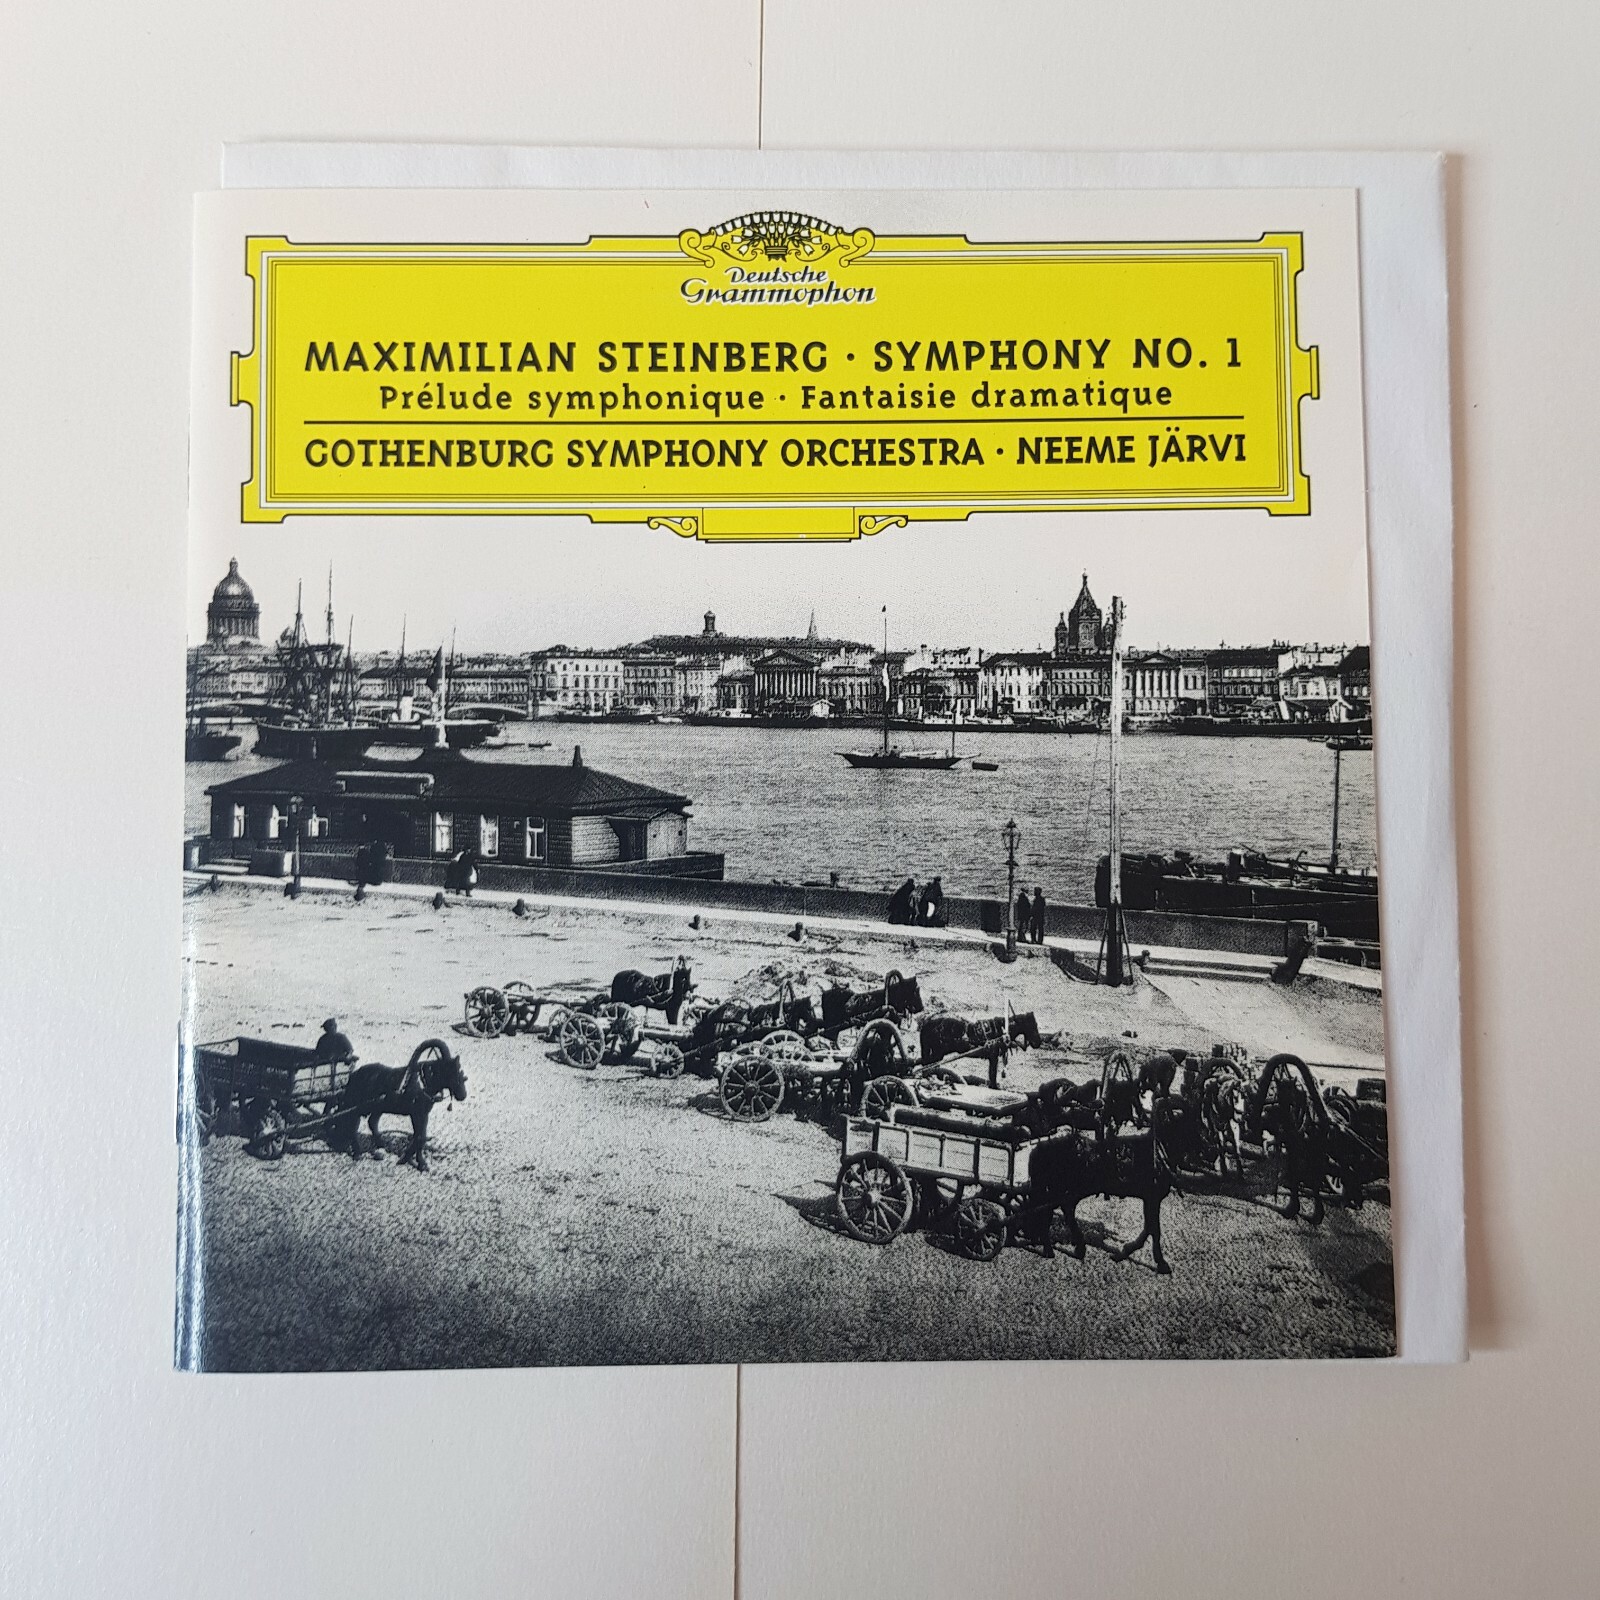 Deutsche
Grammophon
MAXIMILIAN STEINBERG · SYMPHONY NO. 1
Prélude symphonique · Fantaisie dramatique
GOTHENBURG SYMPHONY ORCHESTRA · NEEME JÄRVI